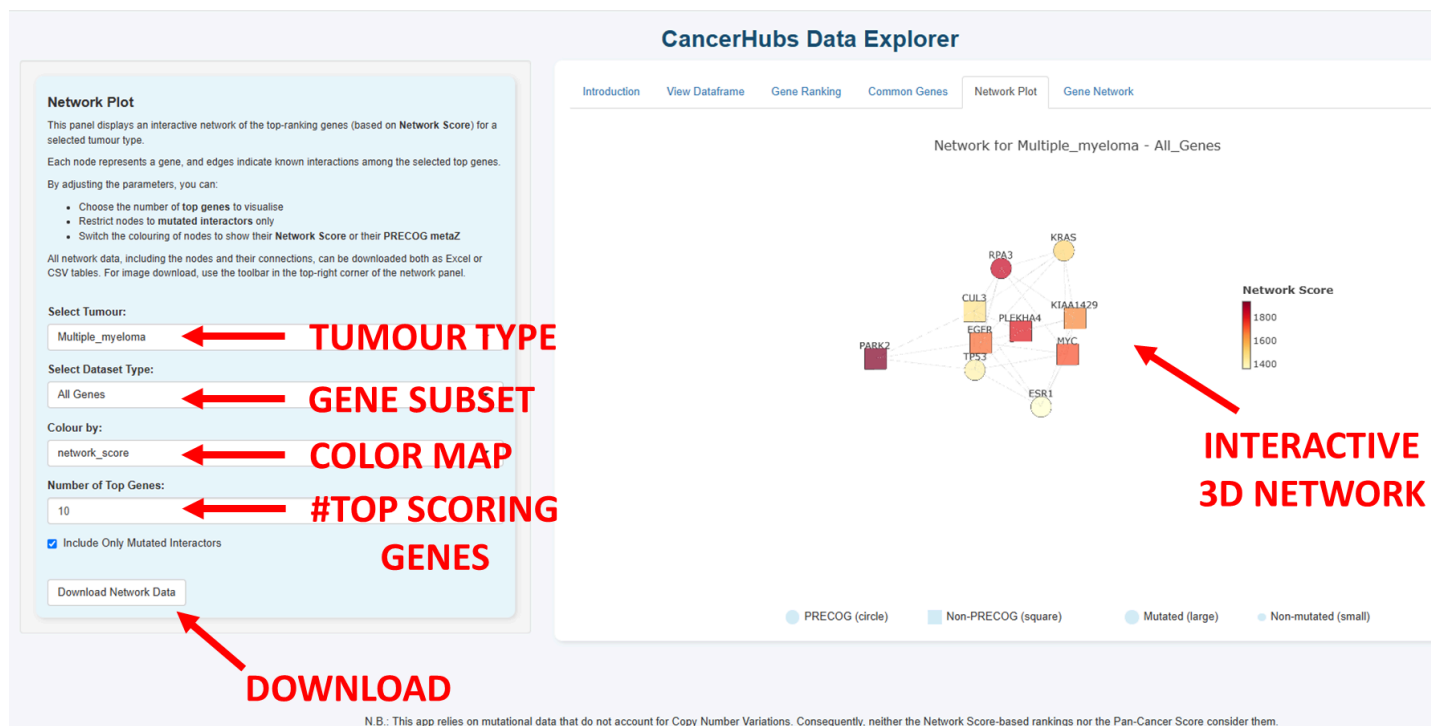 CancerHubs Data Explorer
Network Plot
This panel displays an interactive network of the top-ranking genes (based on Network Score) for a
selected tumour type.
Each node represents a gene, and edges indicate known interactions among the selected top genes.
By adjusting the parameters, you can:
Choose the number of top genes to visualise
Restrict nodes to mutated interactors only
Switch the colouring of nodes to show their Network Score or their PRECOG metaZ
All network data, including the nodes and their connections, can be downloaded both as Excel or
CSV tables. For image download, use the toolbar in the top-right corner of the network panel.
Select Tumour:
Multiple_myeloma
TUMOUR TYPE
Select Dataset Type:
All Genes
GENE SUBSET
Colour by:
network_score
COLOR MAP
Number of Top Genes:
10
#TOP SCORING
GENES
Include Only Mutated Interactors
Download Network Data
DOWNLOAD
Introduction
View Dataframe
Gene Ranking
Common Genes
Network Plot
Gene Network
Network for Multiple_myeloma - All_Genes
KRAS
RPA3
CUL3
KIAA1429
PLEKHA4
EGFR
MYC
PARK2
TP53
ESR1
Network Score
1800
1600
1400
INTERACTIVE
3D NETWORK
PRECOG (circle)
Non-PRECOG (square)
Mutated (large)
Non-mutated (small)
N.B.: This app relies on mutational data that do not account for Copy Number Variations. Consequently, neither the Network Score-based rankings nor the Pan-Cancer Score consider them.